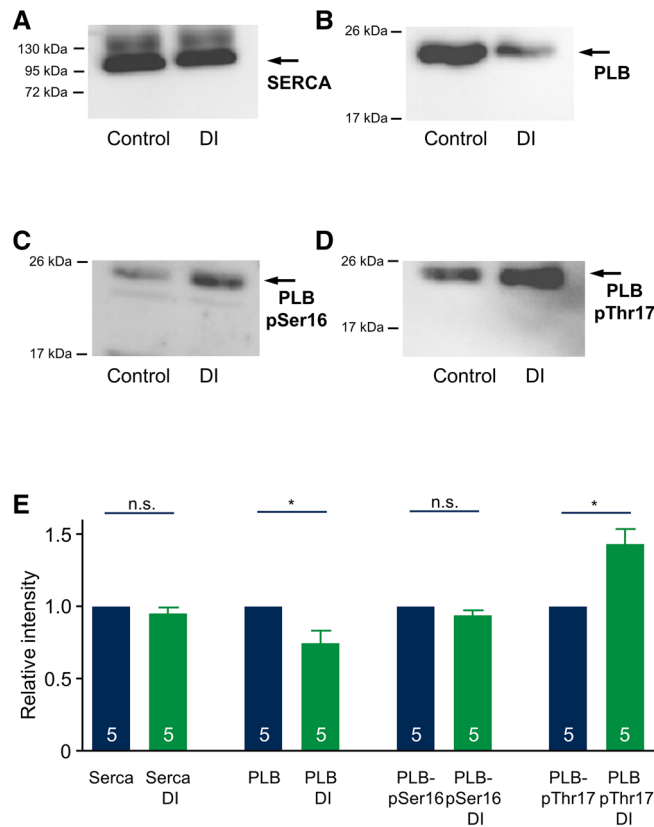 A
130 kDa
95 kDa
72 kDa
SERCA
Control DI
B
26 kDa
17 kDa
PLB
Control DI
C
26 kDa
17 kDa
PLB
pSer16
Control DI
D
26 kDa
17 kDa
PLB
pThr17
Control DI
E
n.s. * n.s. *
Relative intensity
1.5
1.0
0.5
0
5 5 5 5 5 5 5 5
Serca Serca PLB PLB PLB- PLB- PLB- PLB
DI DI pSer16 pSer16 pThr17 pThr17
DI DI